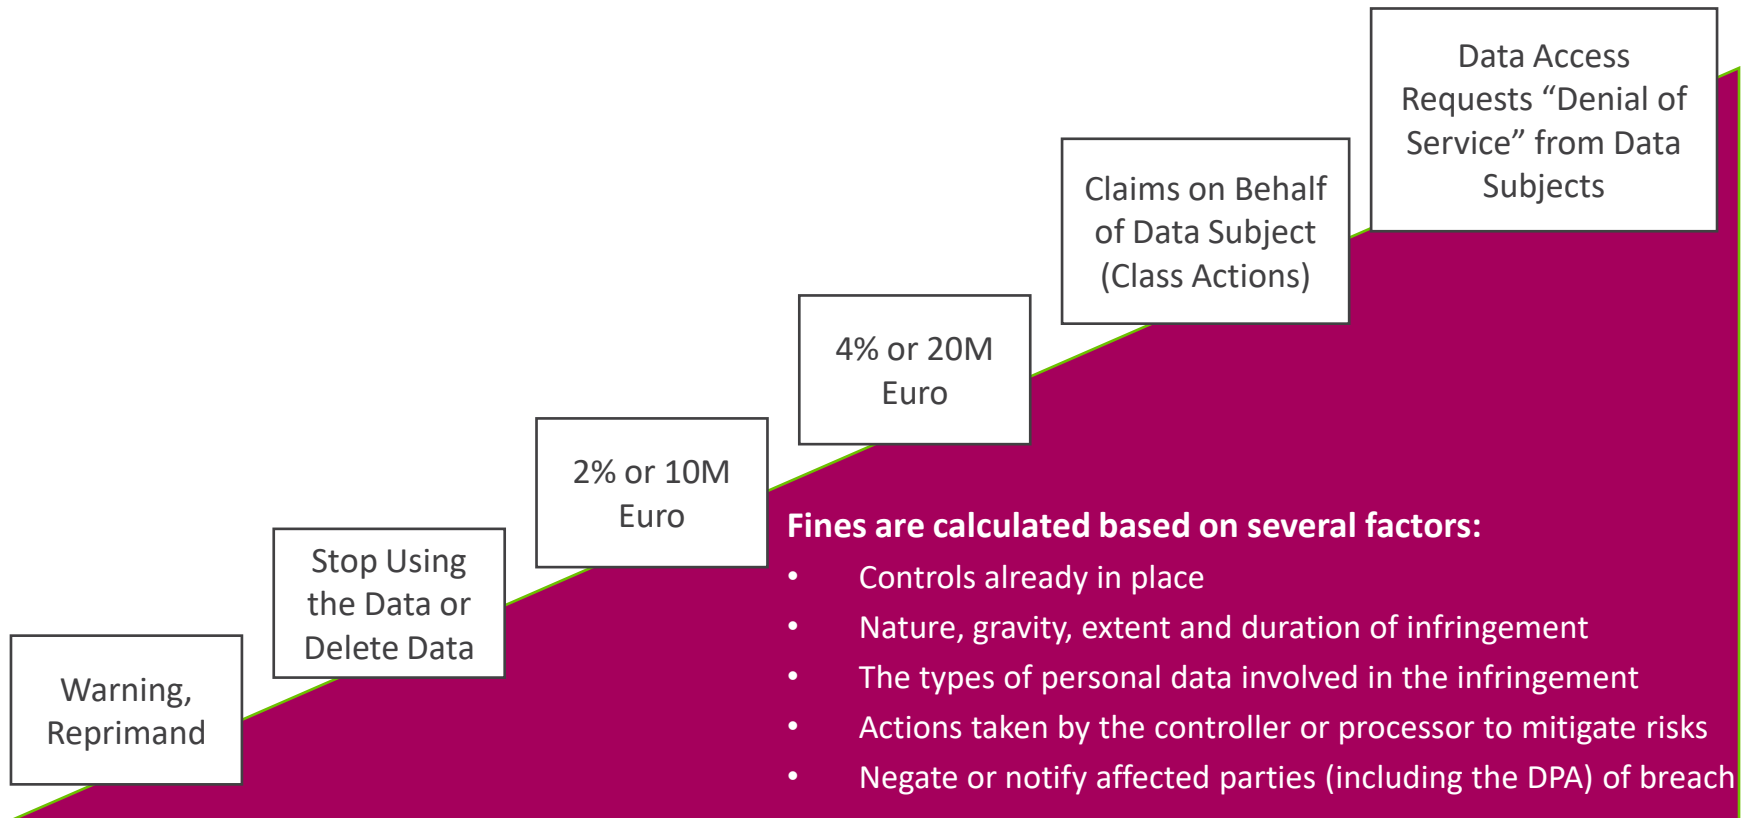 Data Access
Requests “Denial of
Service” from Data
Subjects
Claims on Behalf
of Data Subject
(Class Actions)
4% or 20M
Euro
2% or 10M
Euro
Stop Using
the Data or
Delete Data
Warning,
Reprimand
Fines are calculated based on several factors:
• Controls already in place
• Nature, gravity, extent and duration of infringement
• The types of personal data involved in the infringement
• Actions taken by the controller or processor to mitigate risks
• Negate or notify affected parties (including the DPA) of breach